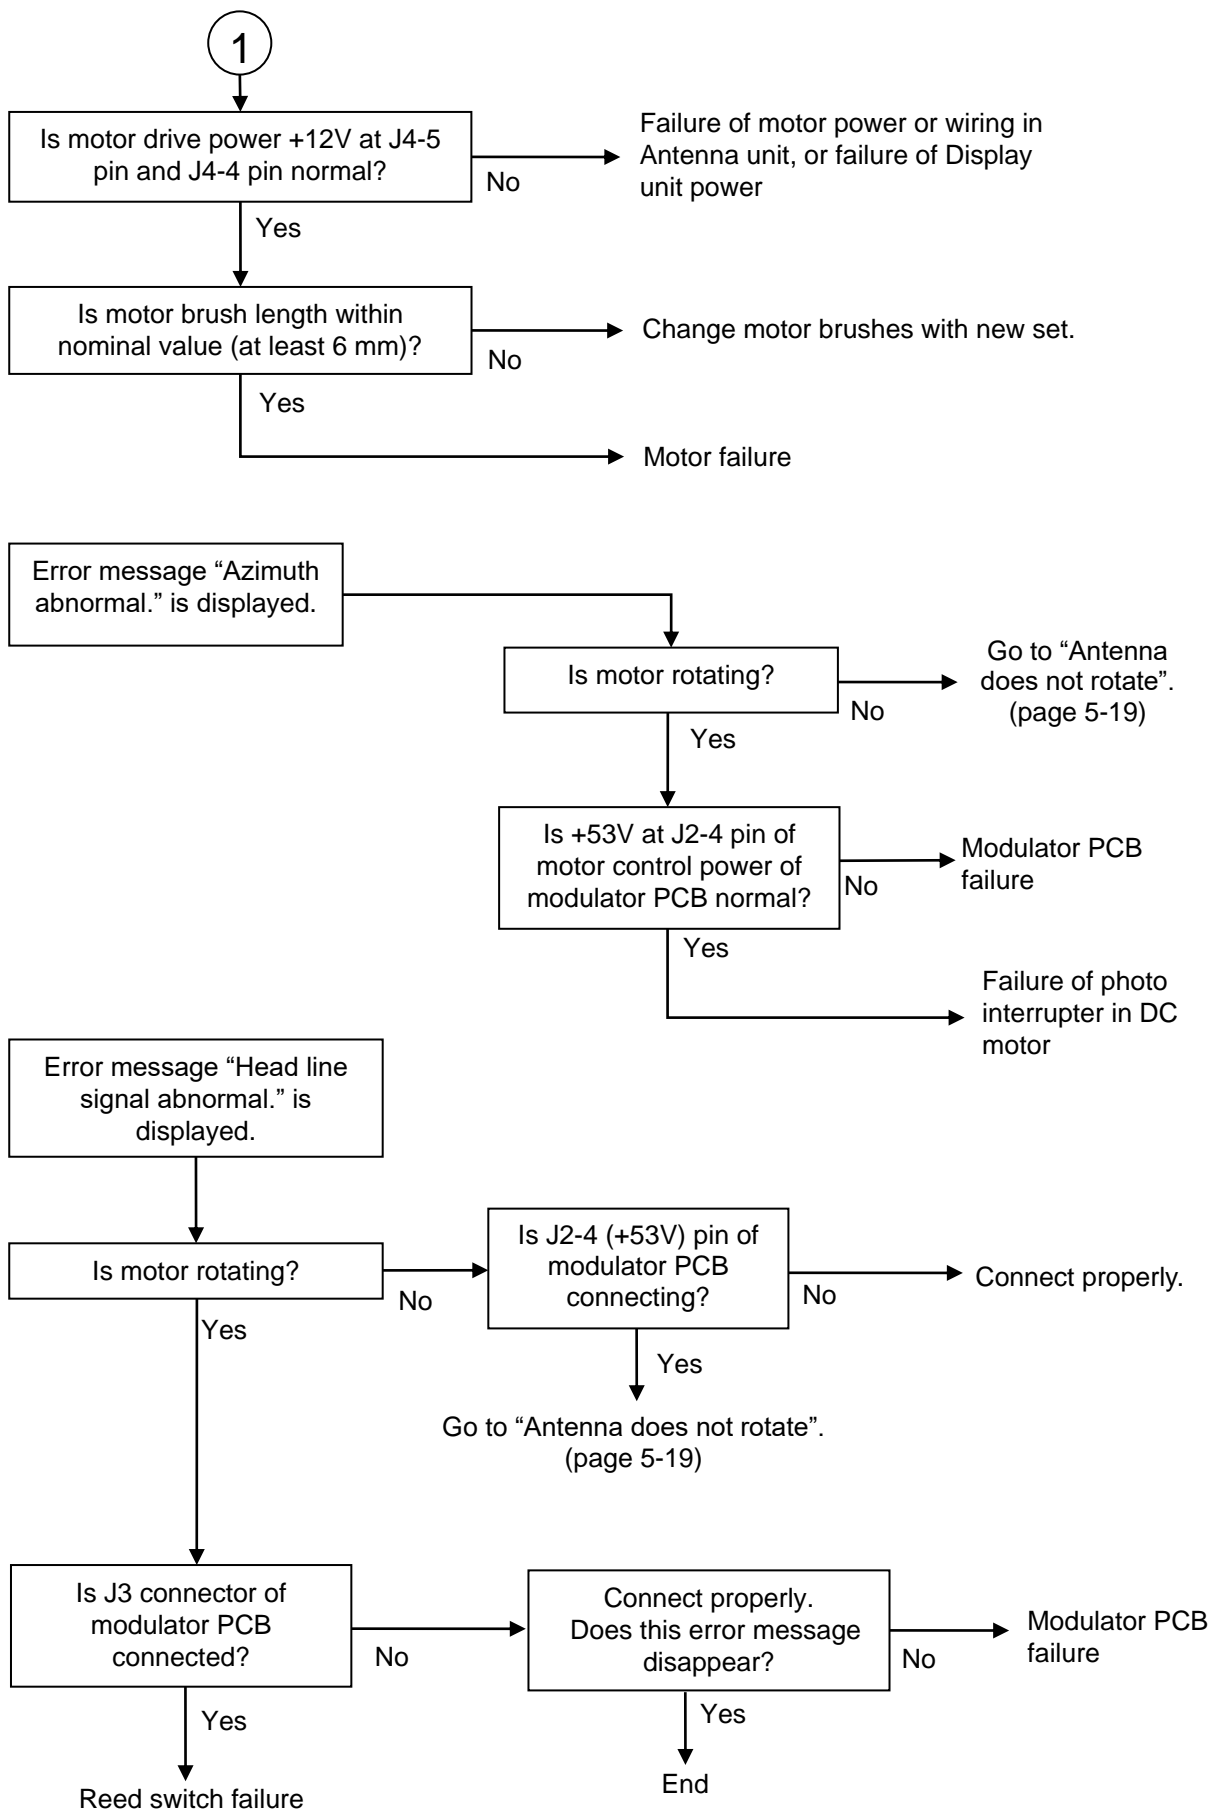 1
Is motor drive power +12V at J4-5
pin and J4-4 pin normal?
No
Failure of motor power or wiring in
Antenna unit, or failure of Display
unit power
Yes
Is motor brush length within
nominal value (at least 6 mm)?
No
Change motor brushes with new set.
Yes
Motor failure
Error message “Azimuth
abnormal.” is displayed.
Is motor rotating?
No
Go to “Antenna
does not rotate”.
(page 5-19)
Yes
Is +53V at J2-4 pin of
motor control power of
modulator PCB normal?
No
Modulator PCB
failure
Yes
Failure of photo
interrupter in DC
motor
Error message “Head line
signal abnormal.” is
displayed.
Is motor rotating?
No
Is J2-4 (+53V) pin of
modulator PCB
connecting?
No
Connect properly.
Yes
Yes
Go to “Antenna does not rotate”.
(page 5-19)
Is J3 connector of
modulator PCB
connected?
No
Connect properly.
Does this error message
disappear?
No
Modulator PCB
failure
Yes
Yes
Reed switch failure
End